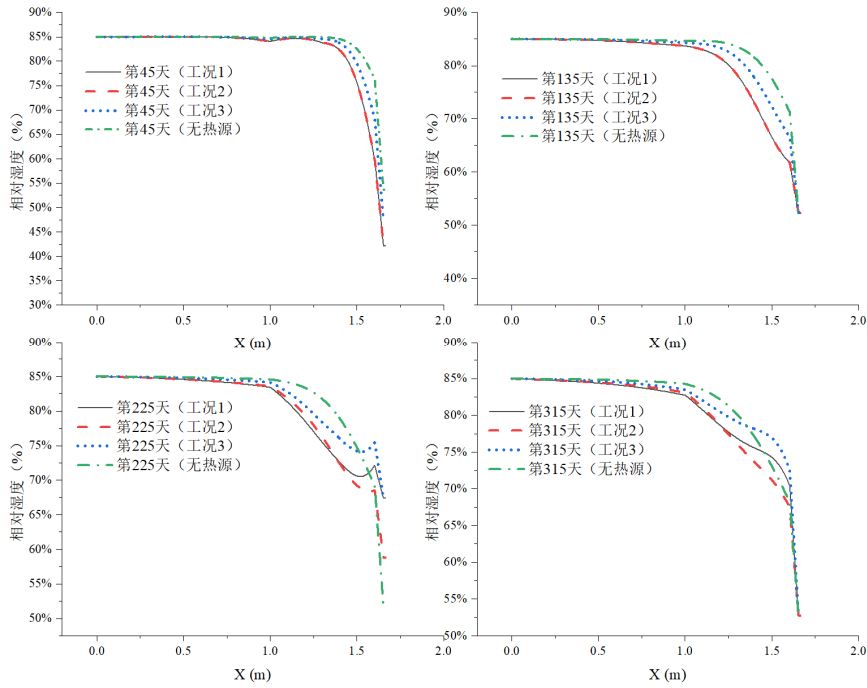 90%
85%
80%
75%
70%
65%
60%
55%
50%
45%
40%
35%
30%
相对湿度（%）
第45天（工况1）
第45天（工况2）
第45天（工况3）
第45天（无热源）
0.0
0.5
1.0
1.5
2.0
X (m)
90%
80%
70%
60%
50%
40%
相对湿度（%）
第135天（工况1）
第135天（工况2）
第135天（工况3）
第135天（无热源）
0.0
0.5
1.0
1.5
2.0
X (m)
90%
85%
80%
75%
70%
65%
60%
55%
50%
相对湿度（%）
第225天（工况1）
第225天（工况2）
第225天（工况3）
第225天（无热源）
0.0
0.5
1.0
1.5
2.0
X (m)
90%
85%
80%
75%
70%
65%
60%
55%
50%
相对湿度（%）
第315天（工况1）
第315天（工况2）
第315天（工况3）
第315天（无热源）
0.0
0.5
1.0
1.5
2.0
X (m)